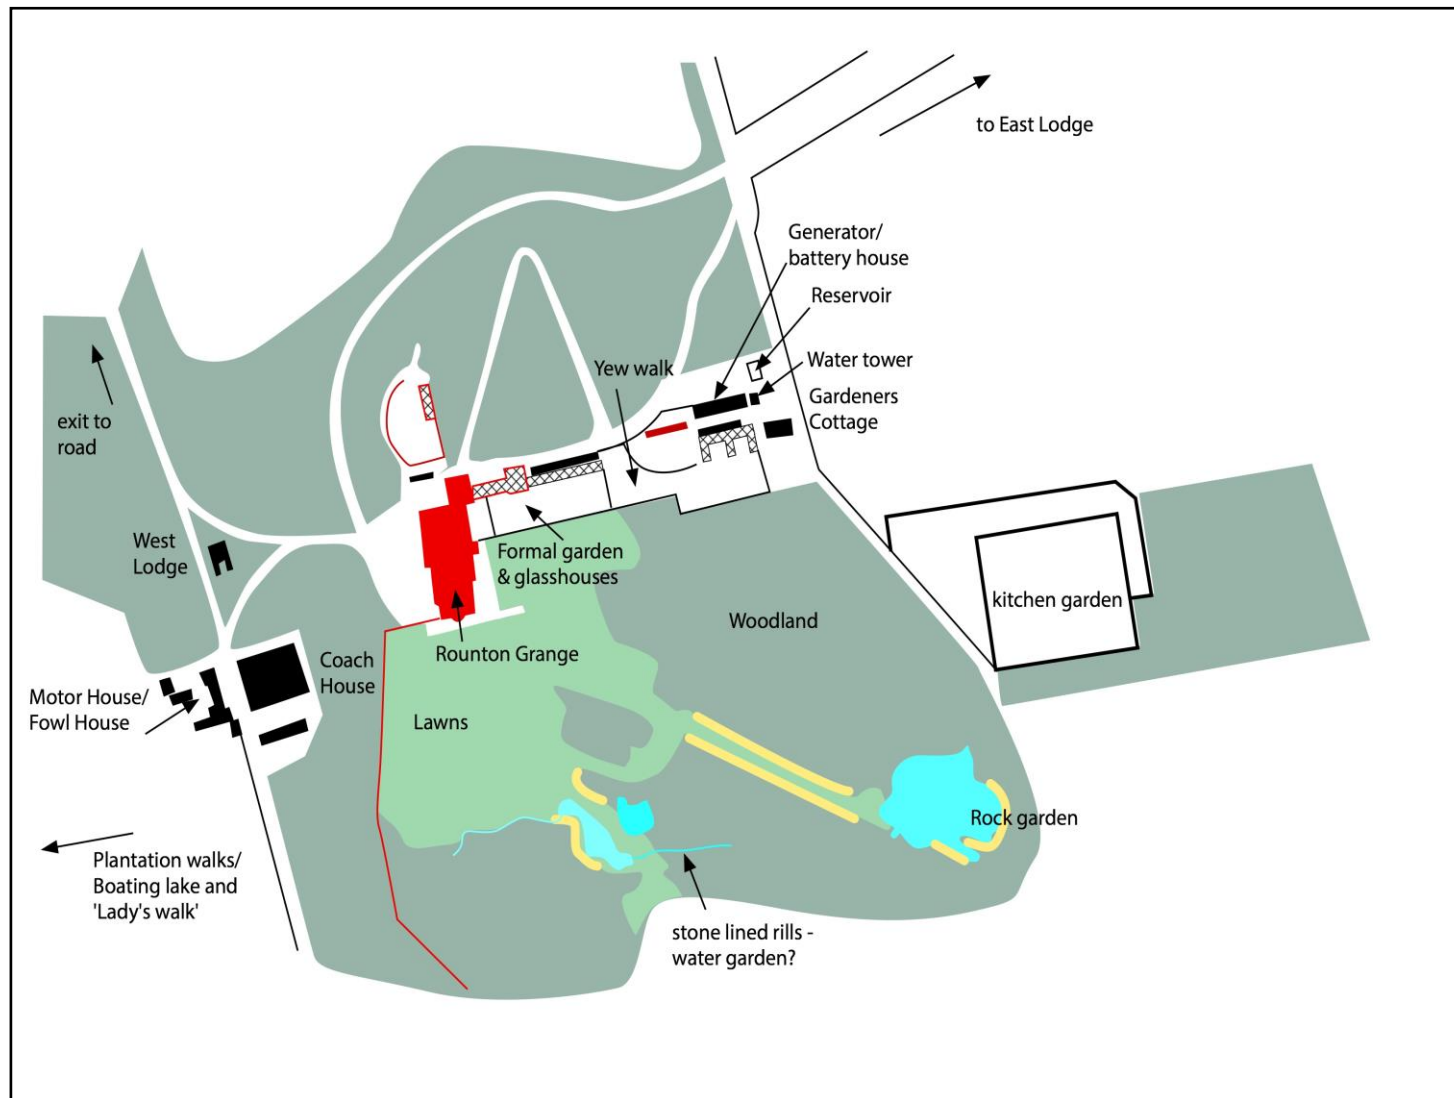 to East Lodge
Generator/
battery house
Reservoir
Water tower
Yew walk
Gardeners
Cottage
exit to
road
West
Lodge
Formal garden
& glasshouses
kitchen garden
Woodland
Rounton Grange
Coach
House
Motor House/
Fowl House
Lawns
Rock garden
Plantation walks/
Boating lake and
'Lady's walk'
stone lined rills -
water garden?